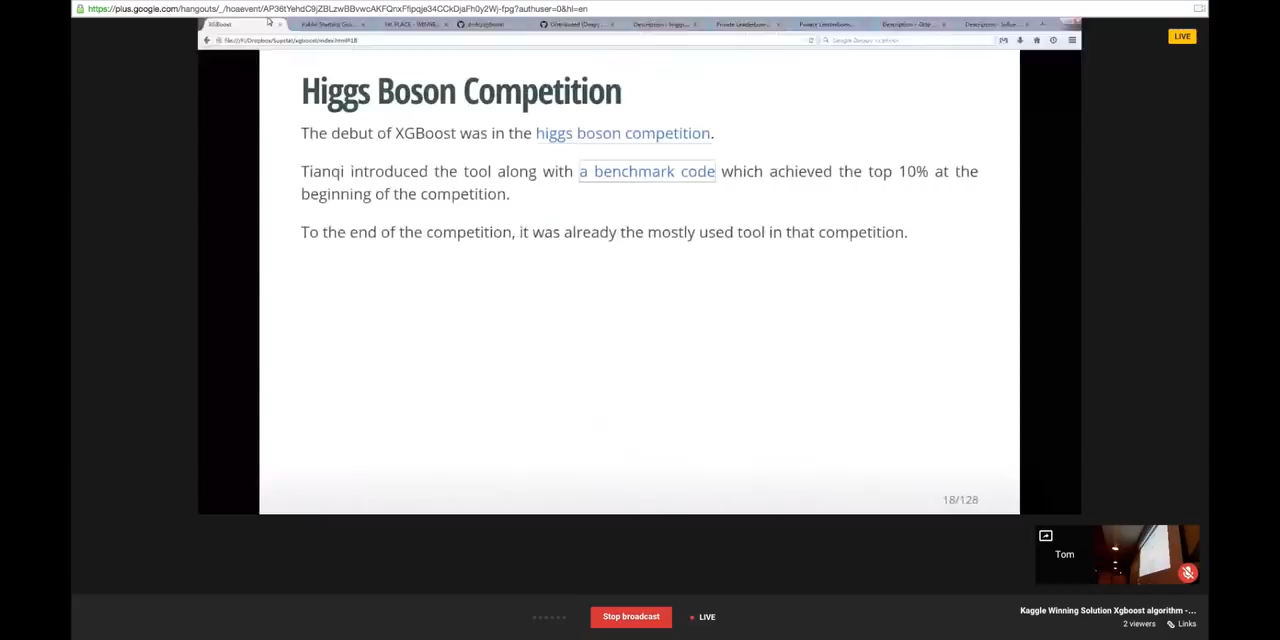 https://plus.google.com/hangouts/_/hoaevent/AP36tYehdC9jZBLzwBBvwcAKFQnxFfipqje34CCkDjaFh0y2Wj-fpg?authuser=0&hl=en
XGBoost
LIVE
Higgs Boson Competition
The debut of XGBoost was in the higgs boson competition.
Tianqi introduced the tool along with a benchmark code which achieved the top 10% at the
beginning of the competition.
To the end of the competition, it was already the mostly used tool in that competition.
18/128
Tom
Stop broadcast
LIVE
Kaggle Winning Solution Xgboost algorithm -...
2 viewers
Links